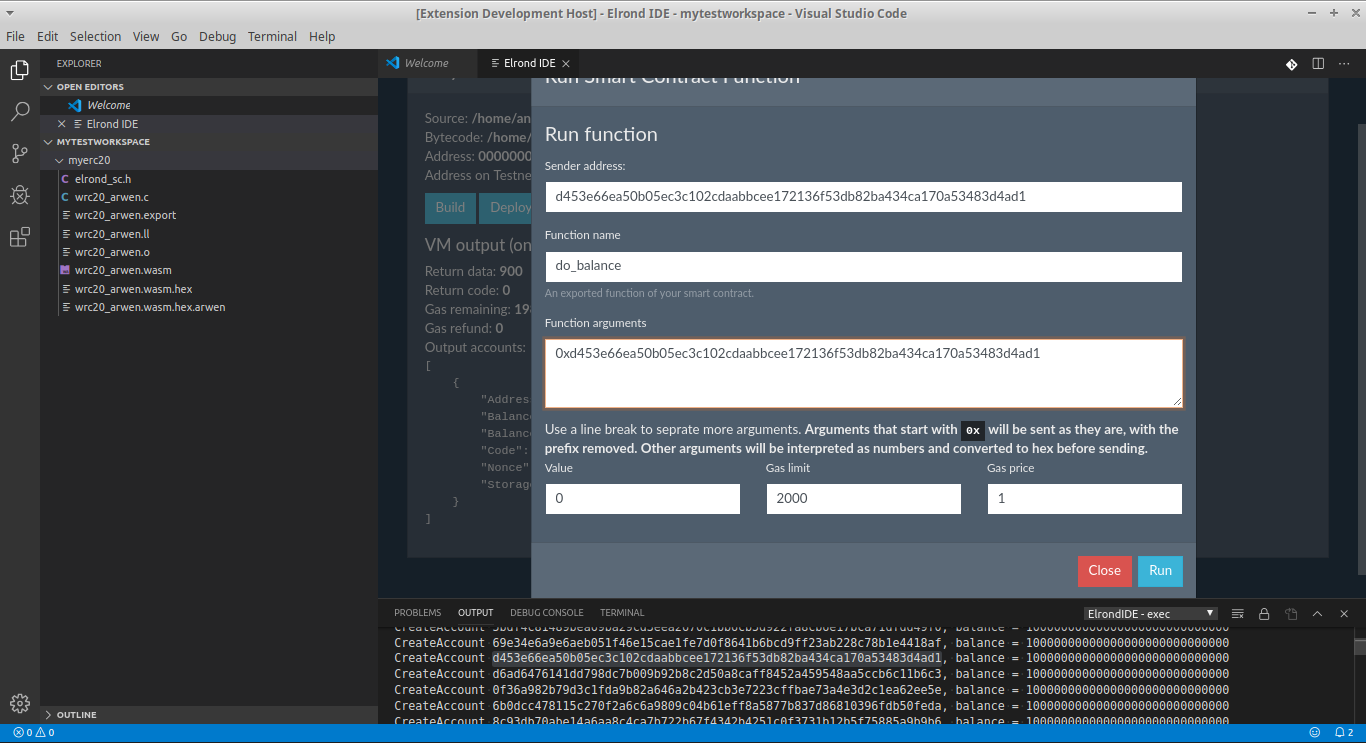 [Extension Development Host] - Elrond IDE - mytestworkspace - Visual Studio Code
File Edit Selection View Go Debug Terminal Help
EXPLORER
OPEN EDITORS
Welcome
Elrond IDE
MYTESTWORKSPACE
myerc20
elrond_sc.h
wrc20_arwen.c
wrc20_arwen.export
wrc20_arwen.ll
wrc20_arwen.o
wrc20_arwen.wasm
wrc20_arwen.wasm.hex
wrc20_arwen.wasm.hex.arwen
OUTLINE
Welcome Elrond IDE
Source: /home/an
Bytecode: /home/
Address: 0000000
Address on Testne
Build Deploy
VM output (on
Return data: 900
Return code: 0
Gas remaining: 19
Gas refund: 0
Output accounts:
[
{
"Addres
"Balanc
"Balanc
"Code":
"Nonce"
"Storag
}
]
Run Smart Contract Function
Run function
Sender address:
d453e66ea50b05ec3c102cdaabbcee172136f53db82ba434ca170a53483d4ad1
Function name
do_balance
An exported function of your smart contract.
Function arguments
0xd453e66ea50b05ec3c102cdaabbcee172136f53db82ba434ca170a53483d4ad1
Use a line break to seprate more arguments. Arguments that start with 0x will be sent as they are, with the
prefix removed. Other arguments will be interpreted as numbers and converted to hex before sending.
Value Gas limit Gas price
0 2000 1
Close Run
PROBLEMS OUTPUT DEBUG CONSOLE TERMINAL
ElrondIDE - exec
CreateAccount 69e34e6a9e6aeb051f46e15cae1fe7d0f8641b6bcd9ff23ab228c78b1e4418af, balance = 100000000000000000000000000000
CreateAccount d453e66ea50b05ec3c102cdaabbcee172136f53db82ba434ca170a53483d4ad1, balance = 100000000000000000000000000000
CreateAccount d6ad6476141dd798dc7b009b92b8c2d50a8caff8452a459548aa5ccb6c11b6c3, balance = 100000000000000000000000000000
CreateAccount 0f36a982b79d3c1fda9b82a646a2b423cb3e7223cffbae73a4e3d2c1ea62ee5e, balance = 100000000000000000000000000000
CreateAccount 6b0dcc478115c270f2a6c6a9809c04b61eff8a5877b837d86810396fdb50feda, balance = 100000000000000000000000000000
0 0 2